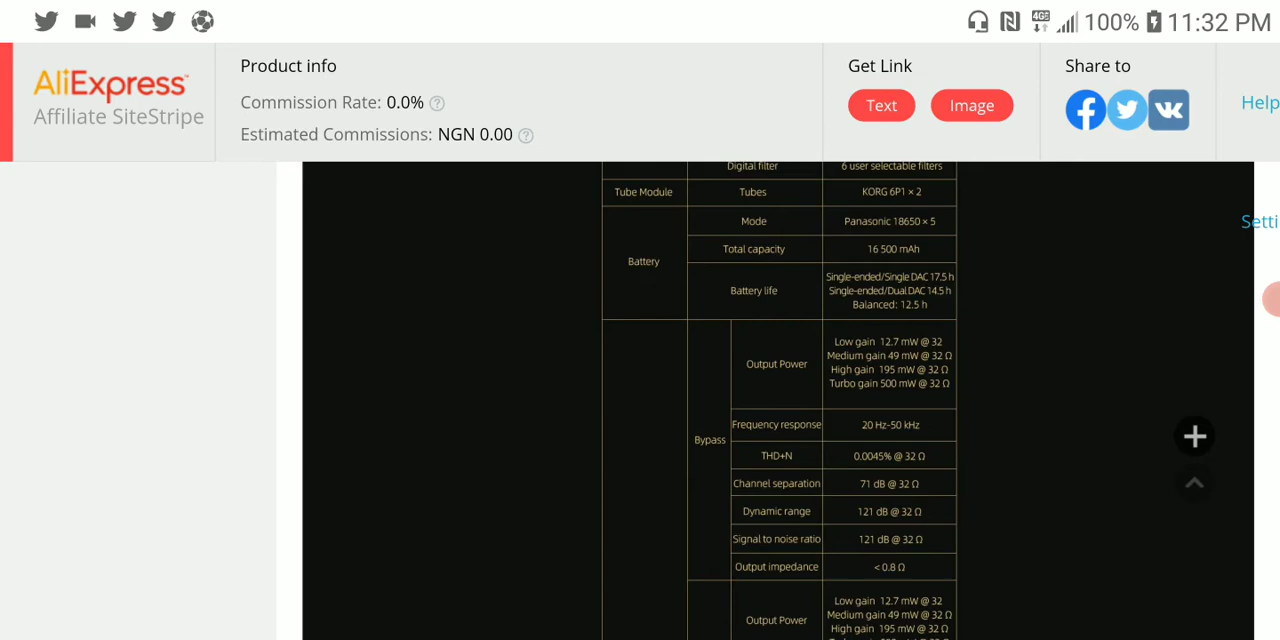 4GE 100% 11:32 PM
AliExpress
Affiliate SiteStripe
Product info
Commission Rate: 0.0% ?
Estimated Commissions: NGN 0.00 ?
Get Link
Text Image
Share to
Help
Setti
Digital filter 6 user selectable filters
Tube Module Tubes KORG 6P1 × 2
Battery
Mode Panasonic 18650 × 5
Total capacity 16 500 mAh
Battery life
Single-ended/Single DAC 17.5 h
Single-ended/Dual DAC 14.5 h
Balanced: 12.5 h
Bypass
Output Power
Low gain 12.7 mW @ 32
Medium gain 49 mW @ 32 Ω
High gain 195 mW @ 32 Ω
Turbo gain 500 mW @ 32 Ω
Frequency response 20 Hz-50 kHz
THD+N 0.0045% @ 32 Ω
Channel separation 71 dB @ 32 Ω
Dynamic range 121 dB @ 32 Ω
Signal to noise ratio 121 dB @ 32 Ω
Output impedance < 0.8 Ω
Output Power
Low gain 12.7 mW @ 32
Medium gain 49 mW @ 32 Ω
High gain 195 mW @ 32 Ω